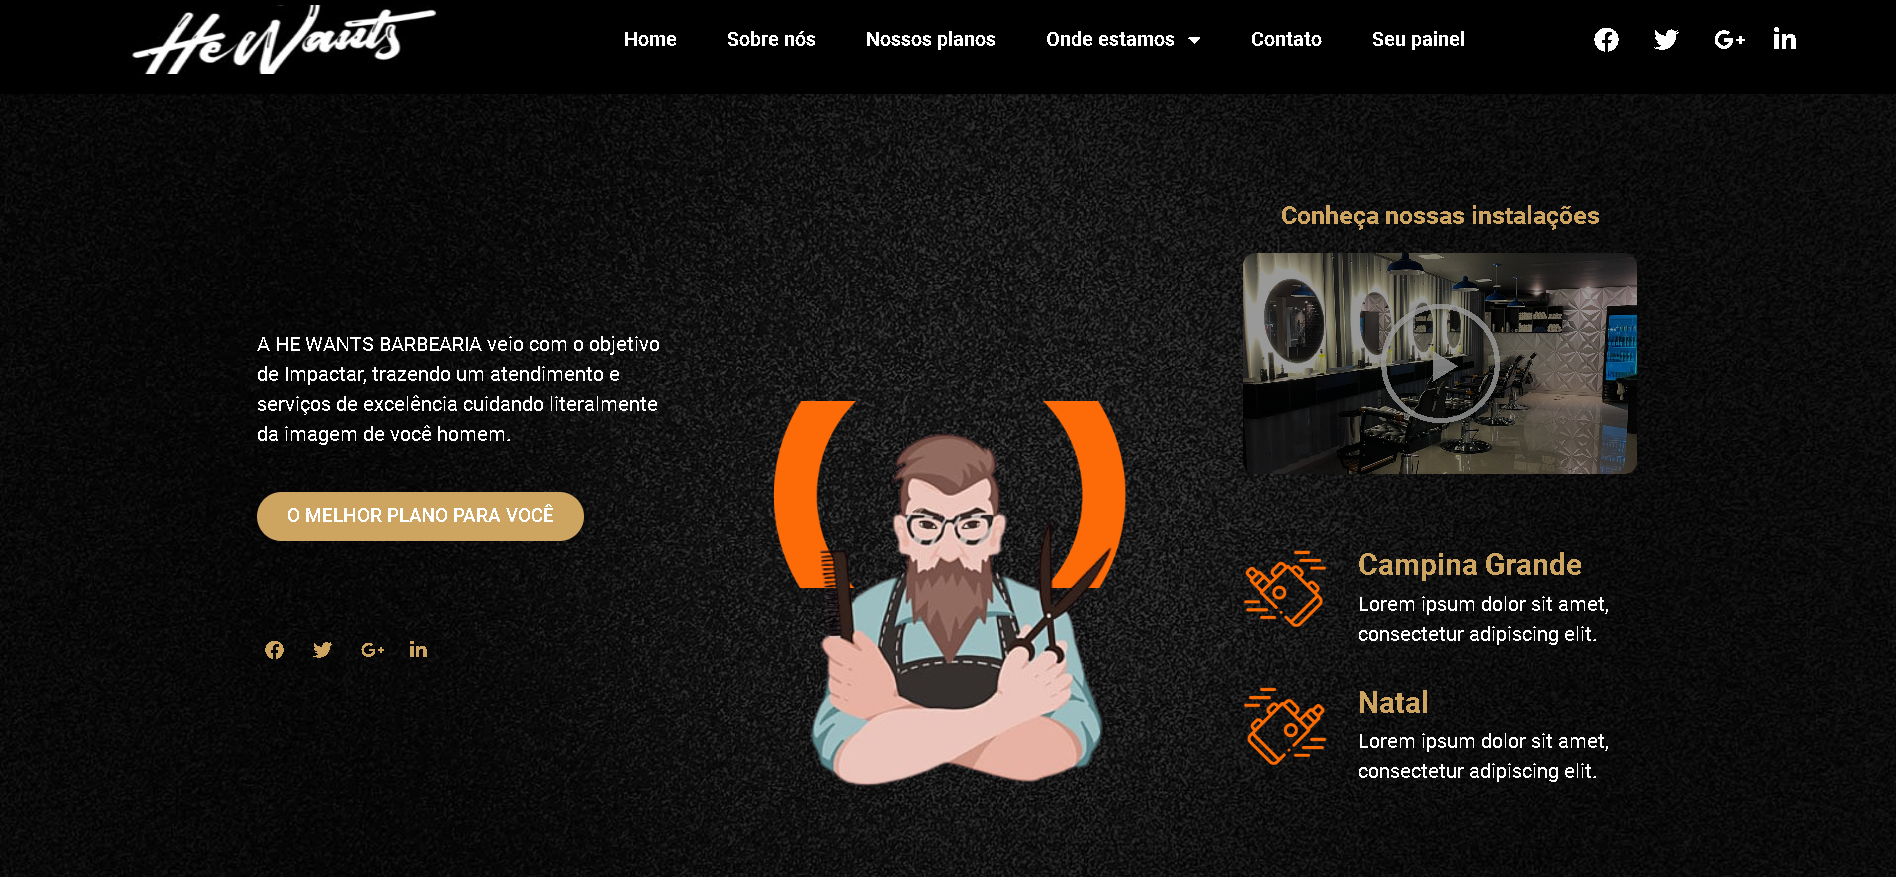 He Wants
Home
Sobre nós
Nossos planos
Onde estamos
Contato
Seu painel
A HE WANTS BARBEARIA veio com o objetivo
de Impactar, trazendo um atendimento e
serviços de excelência cuidando literalmente
da imagem de você homem.
O MELHOR PLANO PARA VOCÊ
Conheça nossas instalações
Campina Grande
Lorem ipsum dolor sit amet,
consectetur adipiscing elit.
Natal
Lorem ipsum dolor sit amet,
consectetur adipiscing elit.